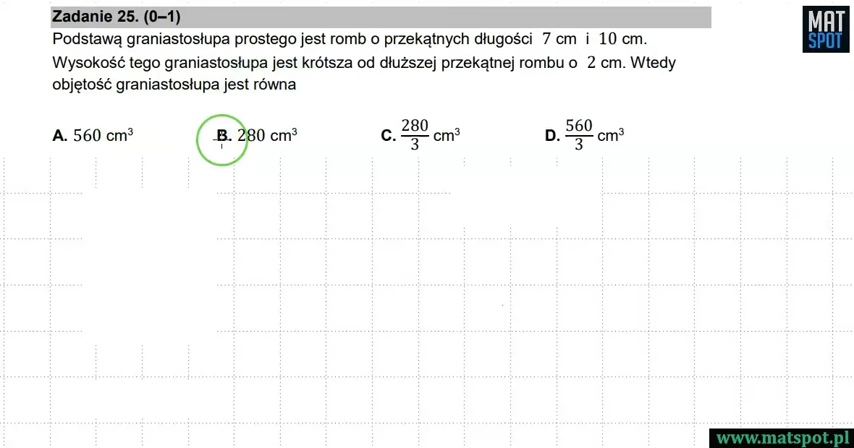 Zadanie 25. (0–1)
MAT
SPOT
Podstawą graniastosłupa prostego jest romb o przekątnych długości 7 cm i 10 cm.
Wysokość tego graniastosłupa jest krótsza od dłuższej przekątnej rombu o 2 cm. Wtedy
objętość graniastosłupa jest równa
A. 560 cm³ B. 280 cm³ C. 280/3 cm³ D. 560/3 cm³
www.matspot.pl